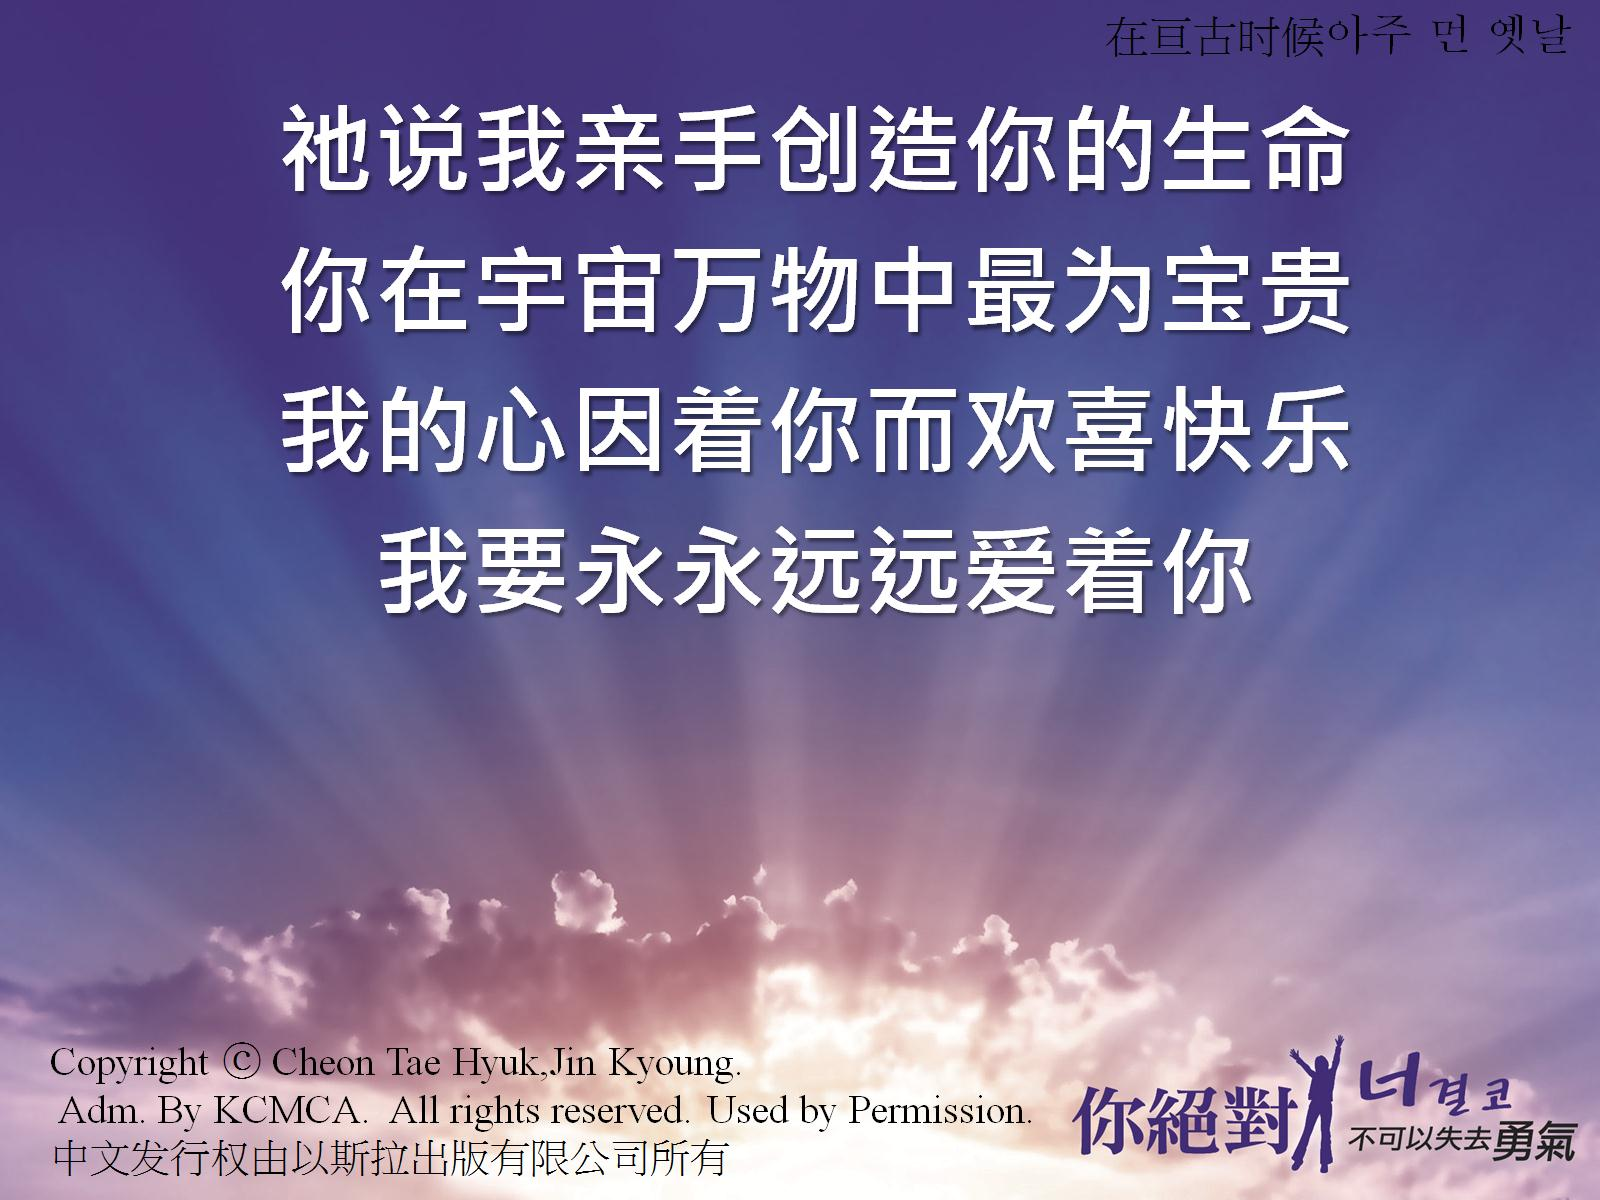 在亘古时候아주 먼 옛날
祂说我亲手创造你的生命
你在宇宙万物中最为宝贵
我的心因着你而欢喜快乐
我要永永远远爱着你
Copyright ⓒ Cheon Tae Hyuk,Jin Kyoung.
Adm. By KCMCA. All rights reserved. Used by Permission.
中文发行权由以斯拉出版有限公司所有
你絕對 너 결코
不可以失去勇氣